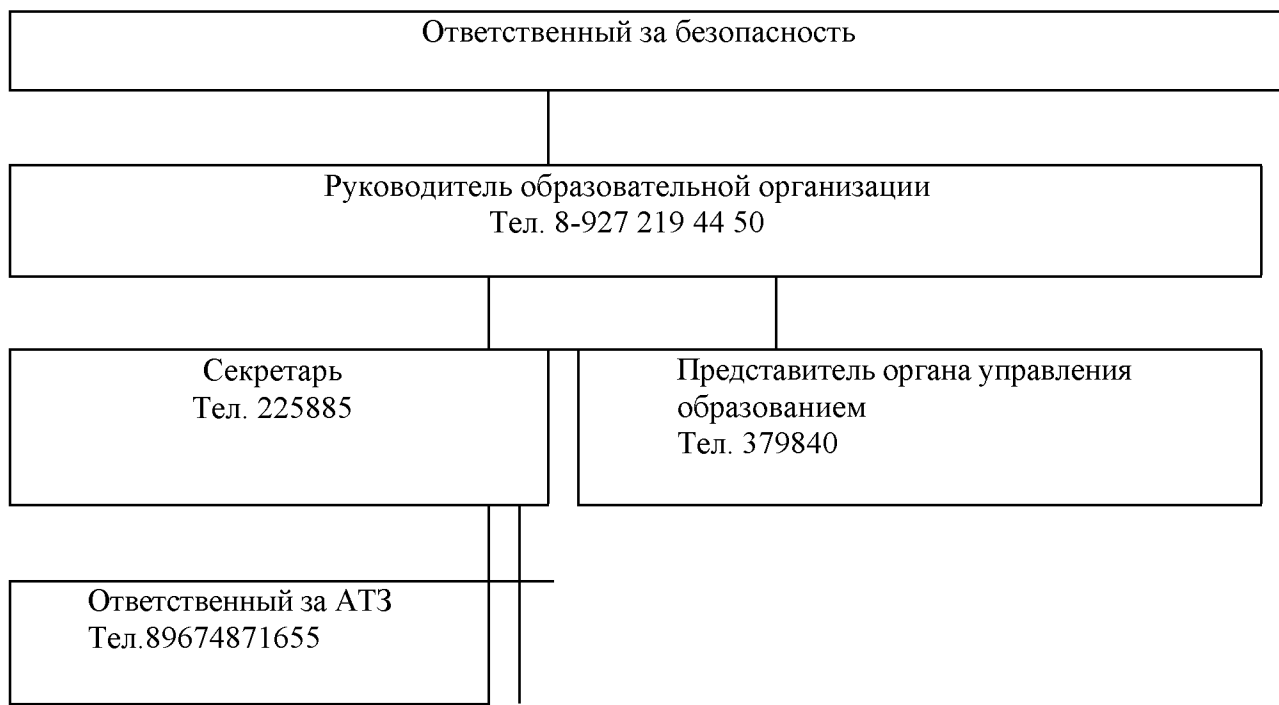 Ответственный за безопасность
Руководитель образовательной организации
Тел. 8-927 219 44 50
Секретарь
Тел. 225885
Представитель органа управления
образованием
Тел. 379840
Ответственный за АТЗ
Тел.89674871655